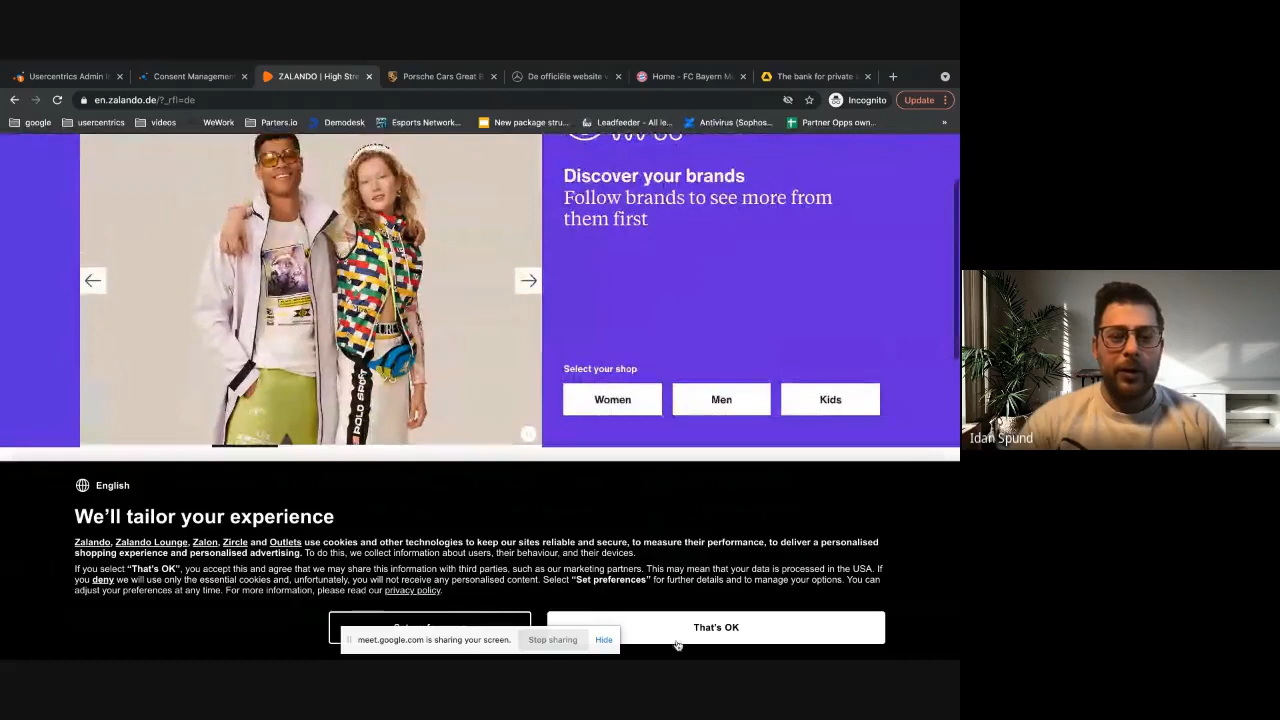 Usercentrics Admin I
Consent Management
ZALANDO | High Stre
Porsche Cars Great B
De officiële website v
Home - FC Bayern M
The bank for private a
en.zalando.de/?_rfl=de
Incognito
Update
google
usercentrics
videos
WeWork
Parters.io
Demodesk
Esports Network...
New package stru...
Leadfeeder - All le...
Antivirus (Sophos...
Partner Opps own...
»
Discover your brands
Follow brands to see more from
them first
Select your shop
Women
Men
Kids
POLO SPORT
Idan Spund
English
We'll tailor your experience
Zalando, Zalando Lounge, Zalon, Zircle and Outlets use cookies and other technologies to keep our sites reliable and secure, to measure their performance, to deliver a personalised
shopping experience and personalised advertising. To do this, we collect information about users, their behaviour, and their devices.
If you select “That's OK”, you accept this and agree that we may share this information with third parties, such as our marketing partners. This may mean that your data is processed in the USA. If
you deny we will use only the essential cookies and, unfortunately, you will not receive any personalised content. Select “Set preferences” for further details and to manage your options. You can
adjust your preferences at any time. For more information, please read our privacy policy.
That's OK
meet.google.com is sharing your screen.
Stop sharing
Hide